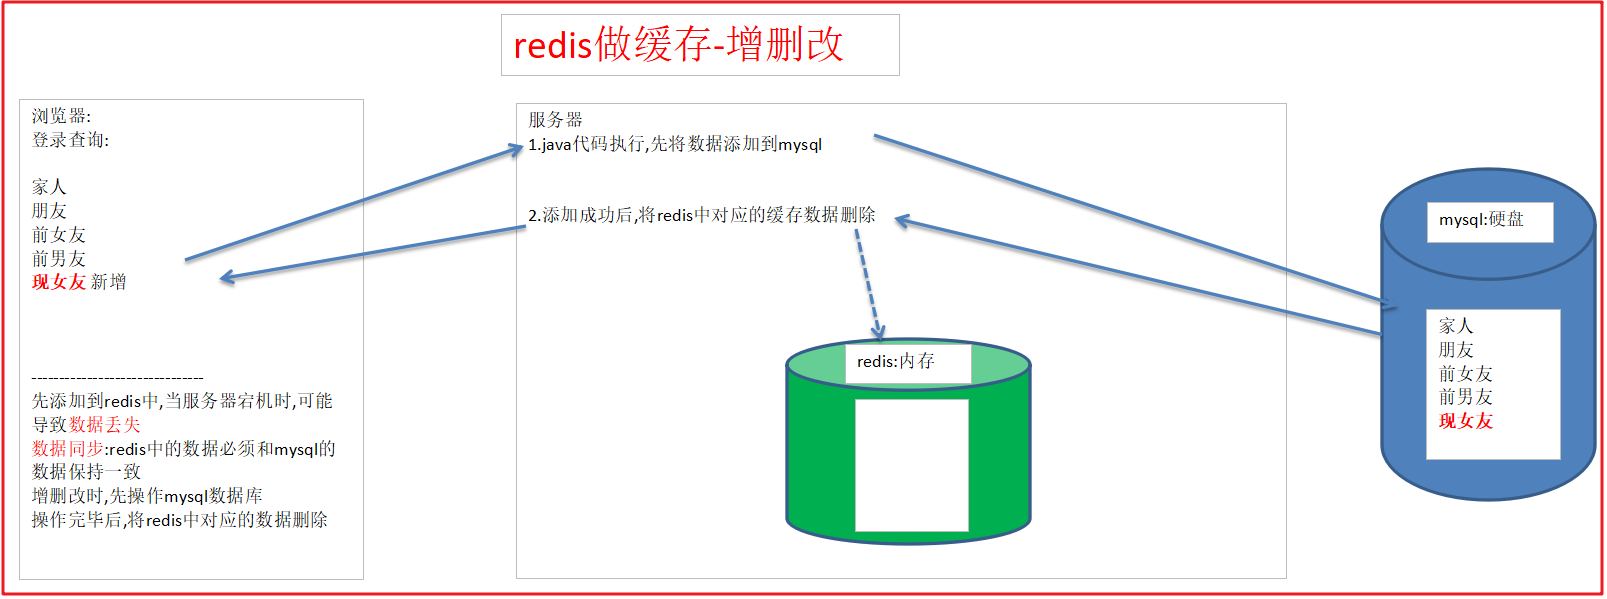 redis做缓存-增删改
浏览器:
登录查询:
家人
朋友
前女友
前男友
现女友 新增
-------------------------------
先添加到redis中,当服务器宕机时,可能
导致数据丢失
数据同步:redis中的数据必须和mysql的
数据保持一致
增删改时,先操作mysql数据库
操作完毕后,将redis中对应的数据删除
服务器
1.java代码执行,先将数据添加到mysql
2.添加成功后,将redis中对应的缓存数据删除
redis:内存
mysql:硬盘
家人
朋友
前女友
前男友
现女友